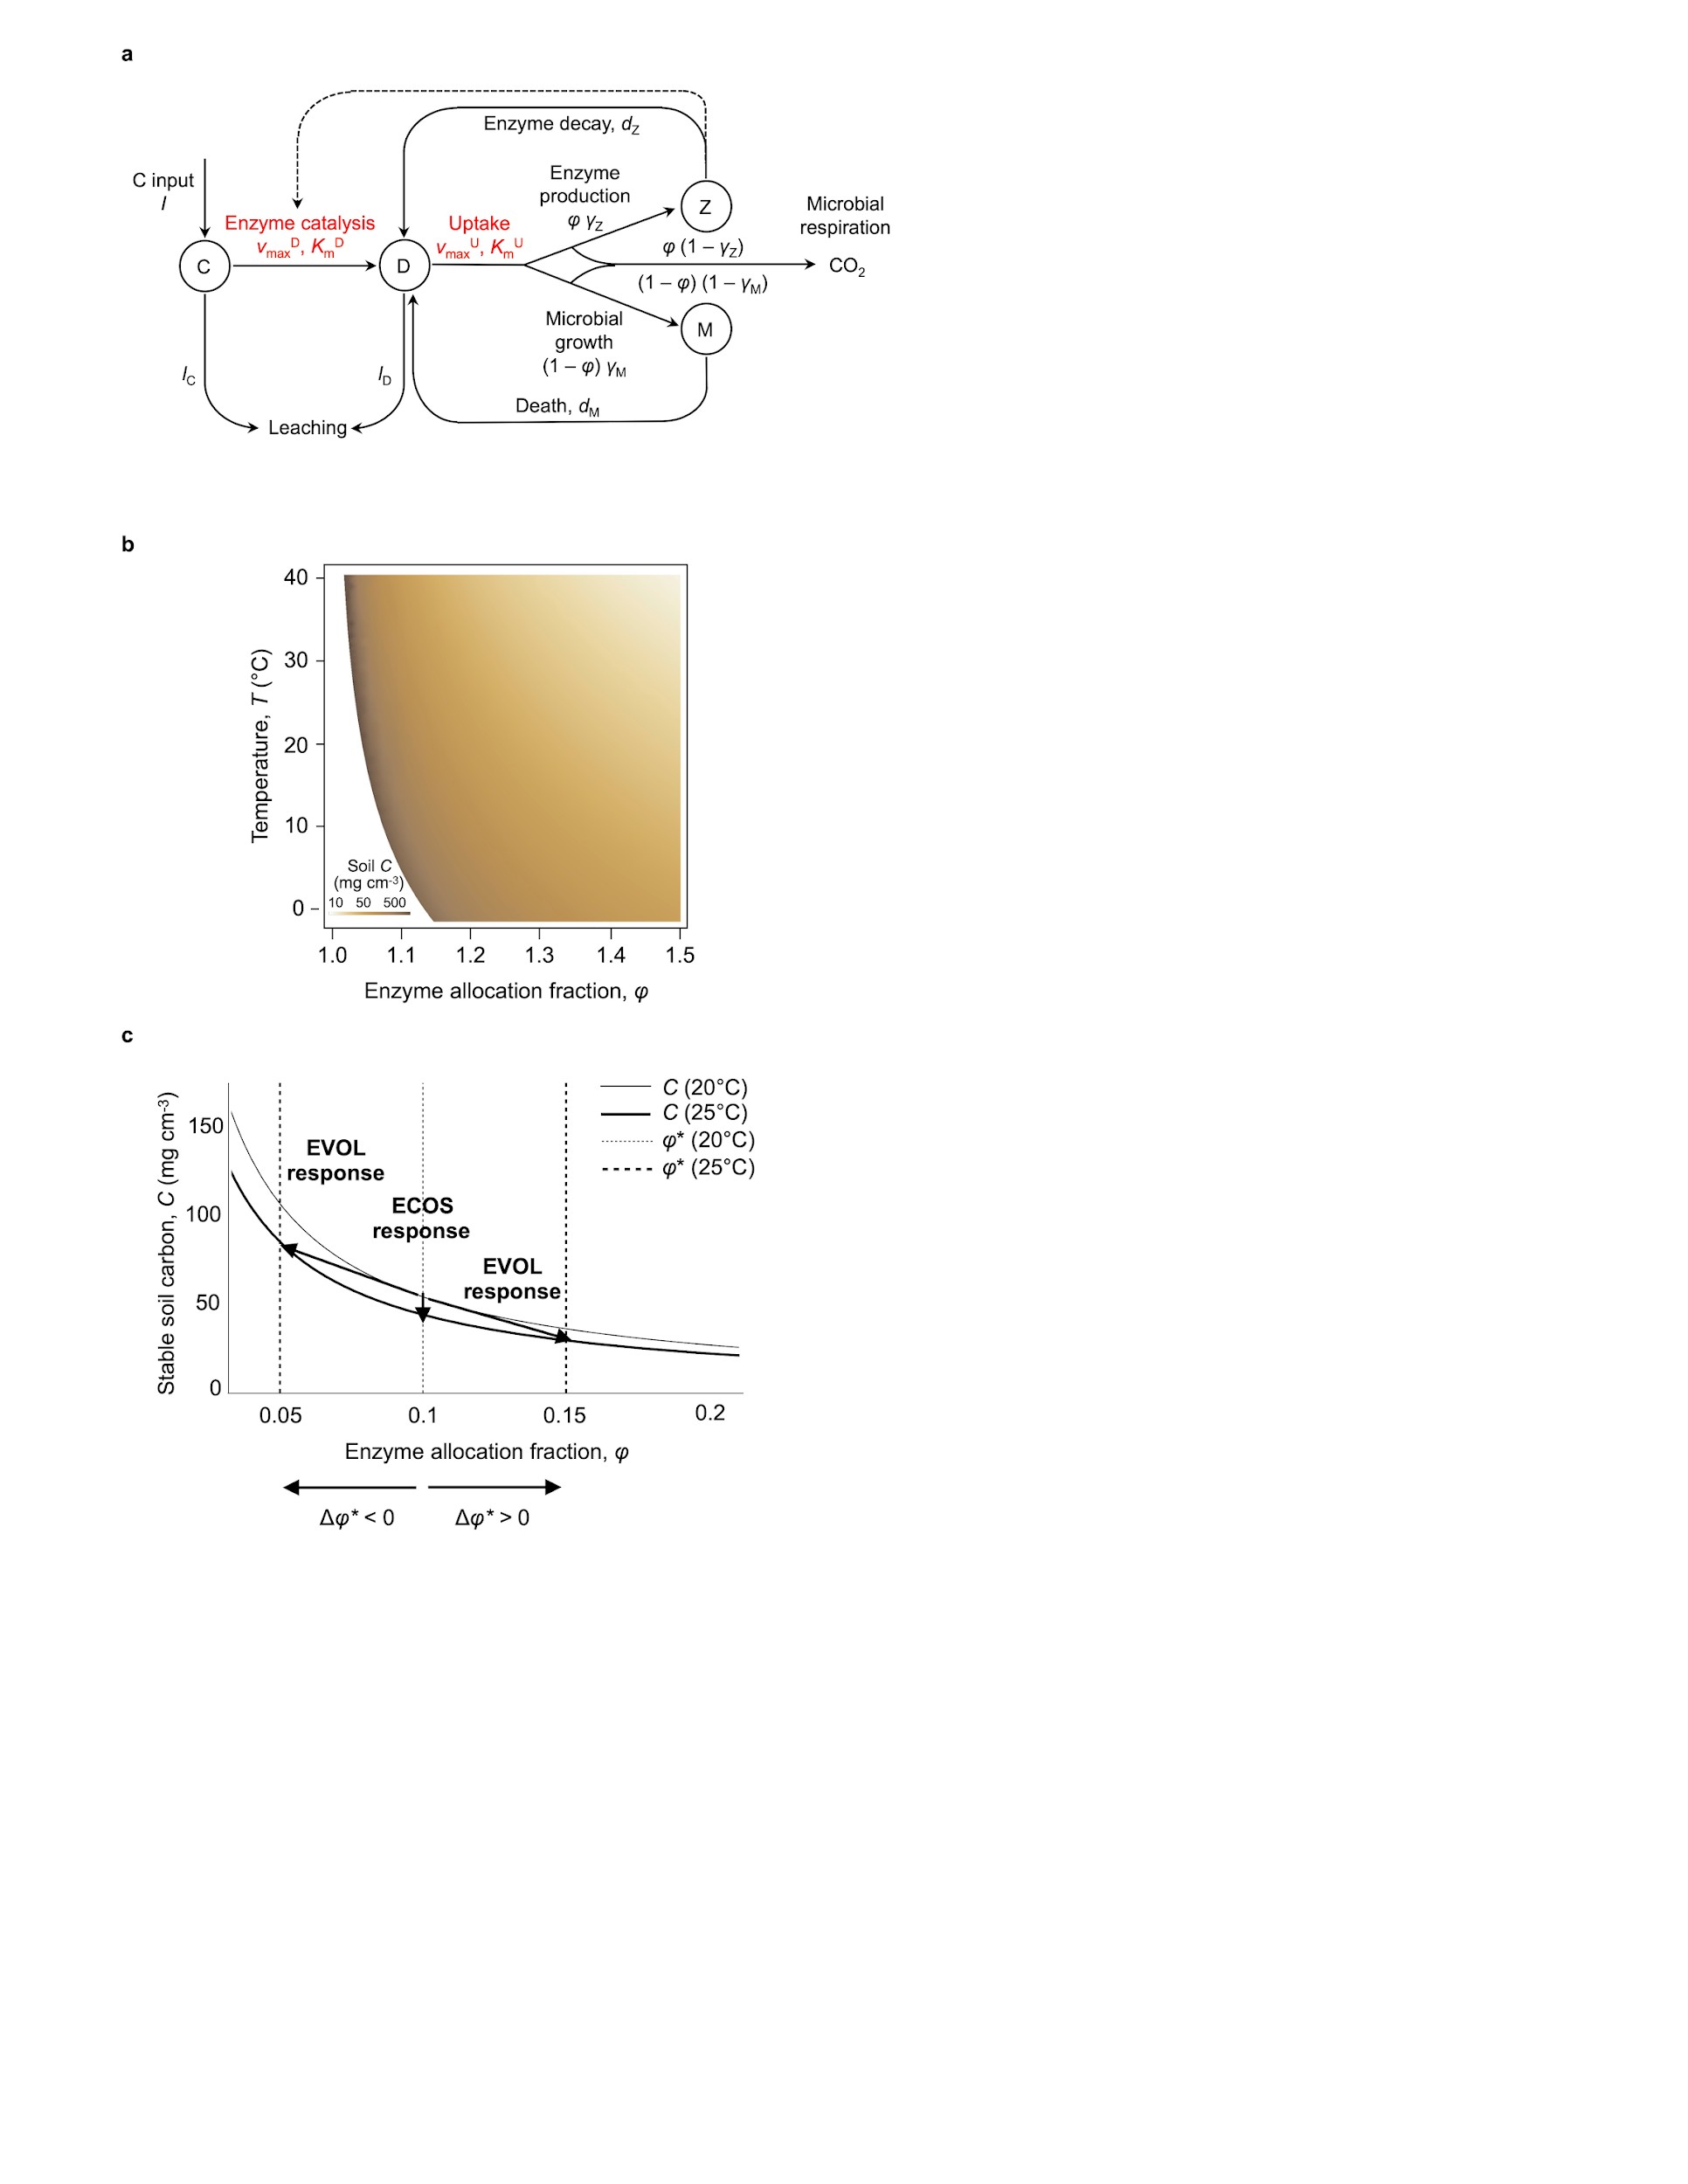 a
Enzyme decay, dZ
C input
I
Enzyme
production
φ γZ
Z
Microbial
respiration
Enzyme catalysis
vmaxD, KmD
Uptake
vmaxU, KmU
φ (1 – γZ)
C
D
CO2
(1 – φ) (1 – γM)
Microbial
growth
(1 – φ) γM
M
lC
lD
Death, dM
Leaching
b
40
30
20
10
0
Temperature, T (°C)
Soil C
(mg cm-3)
10 50 500
1.0 1.1 1.2 1.3 1.4 1.5
Enzyme allocation fraction, φ
c
C (20°C)
C (25°C)
φ* (20°C)
φ* (25°C)
150
100
50
0
Stable soil carbon, C (mg cm-3)
EVOL
response
ECOS
response
EVOL
response
0.05 0.1 0.15 0.2
Enzyme allocation fraction, φ
Δφ* < 0 Δφ* > 0